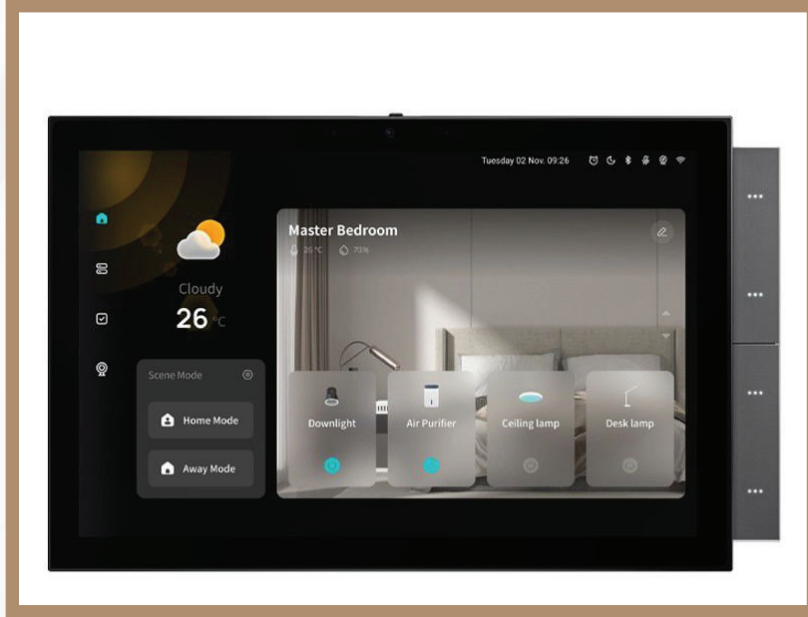 Tuesday 02 Nov. 09:26
Master Bedroom
26 °C 70%
Cloudy
26 °C
Scene Mode
Home Mode
Away Mode
Downlight
Air Purifier
Ceiling lamp
Desk lamp